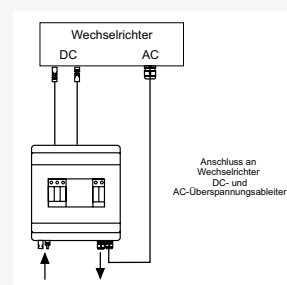 Wechselrichter
DC
AC
Anschluss an
Wechselrichter
DC- und
AC-Überspannungsableiter